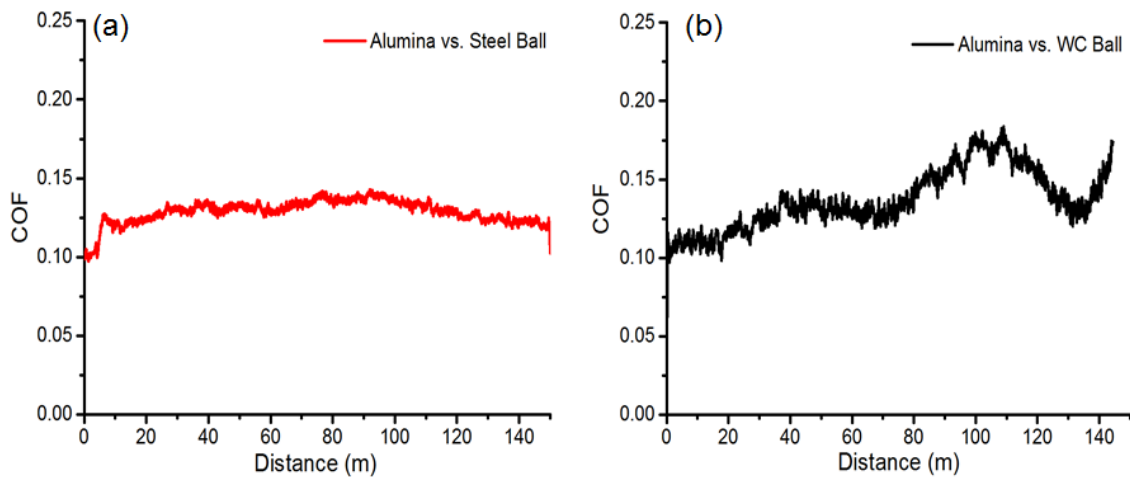 (a)
Alumina vs. Steel Ball
0.25
0.20
0.15
0.10
0.05
0.00
COF
0 20 40 60 80 100 120 140
Distance (m)
(b)
Alumina vs. WC Ball
0.25
0.20
0.15
0.10
0.05
0.00
COF
0 20 40 60 80 100 120 140
Distance (m)